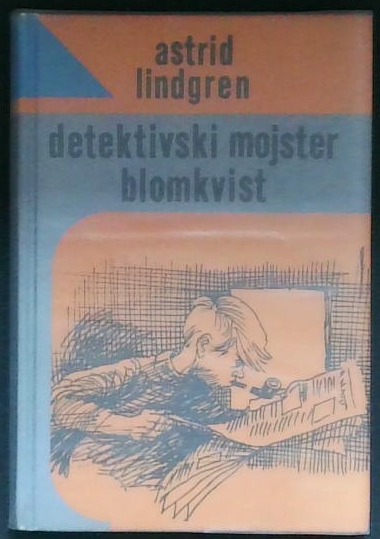 astrid
lindgren
detektivski mojster
blomkvist